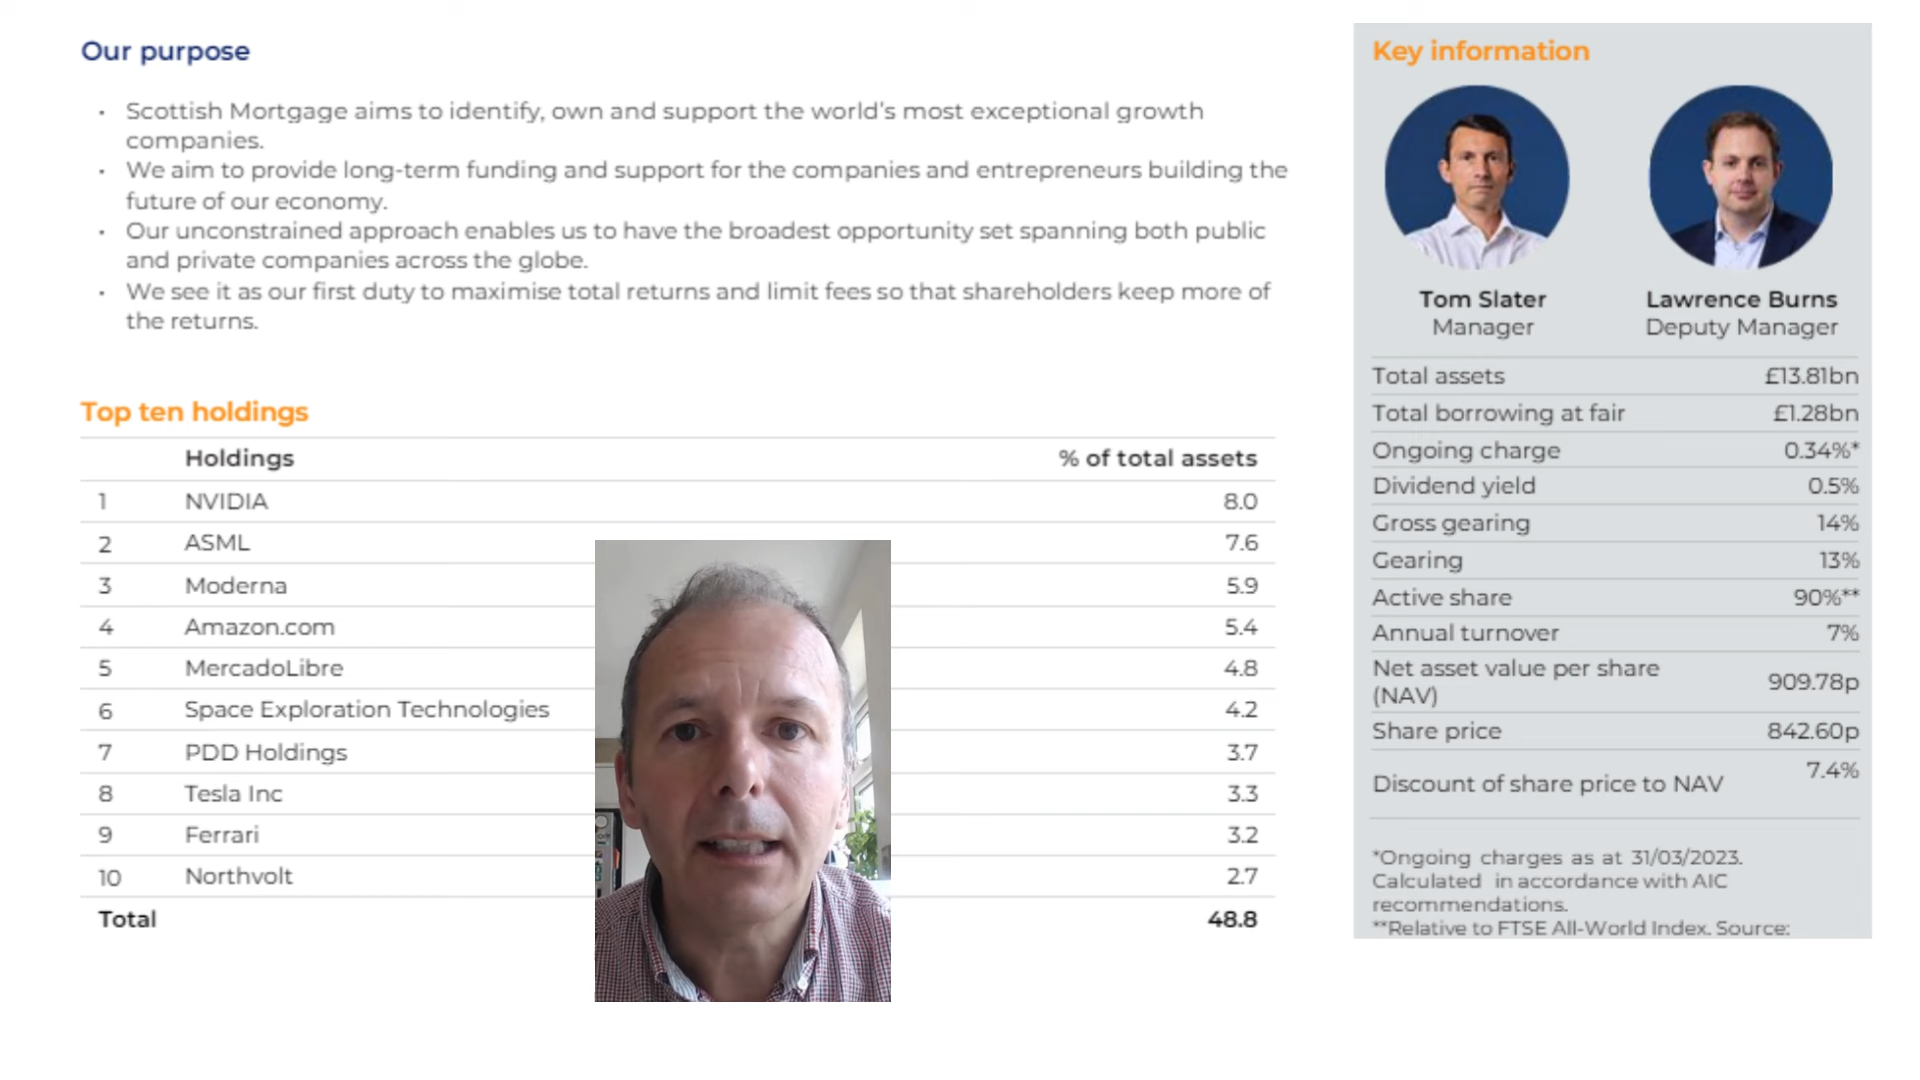 Our purpose
· Scottish Mortgage aims to identify, own and support the world's most exceptional growth
companies.
· We aim to provide long-term funding and support for the companies and entrepreneurs building the
future of our economy.
· Our unconstrained approach enables us to have the broadest opportunity set spanning both public
and private companies across the globe.
· We see it as our first duty to maximise total returns and limit fees so that shareholders keep more of
the returns.
Top ten holdings
Holdings % of total assets
1 NVIDIA 8.0
2 ASML 7.6
3 Moderna 5.9
4 Amazon.com 5.4
5 MercadoLibre 4.8
6 Space Exploration Technologies 4.2
7 PDD Holdings 3.7
8 Tesla Inc 3.3
9 Ferrari 3.2
10 Northvolt 2.7
Total 48.8
Key information
Tom Slater Lawrence Burns
Manager Deputy Manager
Total assets £13.81bn
Total borrowing at fair £1.28bn
Ongoing charge 0.34%*
Dividend yield 0.5%
Gross gearing 14%
Gearing 13%
Active share 90%**
Annual turnover 7%
Net asset value per share
(NAV) 909.78p
Share price 842.60p
Discount of share price to NAV 7.4%
*Ongoing charges as at 31/03/2023.
Calculated in accordance with AIC
recommendations.
**Relative to FTSE All-World Index. Source: